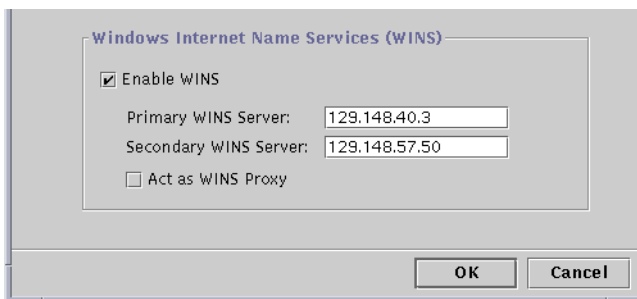 Windows Internet Name Services (WINS)
Enable WINS
Primary WINS Server: 129.148.40.3
Secondary WINS Server: 129.148.57.50
Act as WINS Proxy
OK Cancel